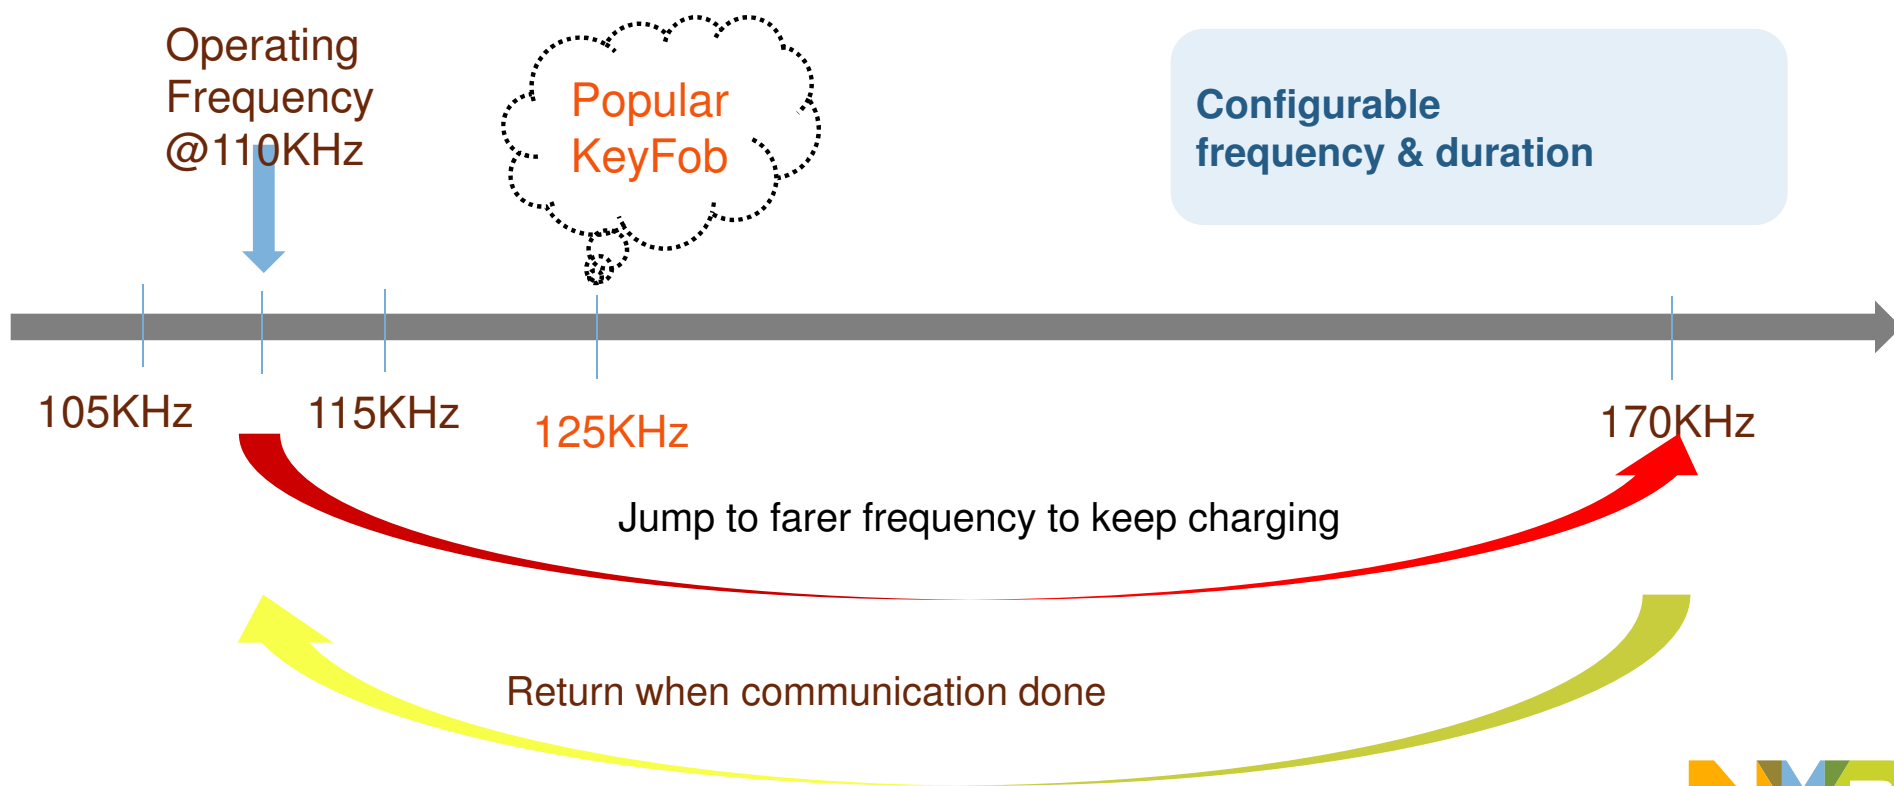 Operating
Frequency
@110KHz
Popular
KeyFob
Configurable
frequency & duration
105KHz
115KHz
125KHz
170KHz
Jump to farer frequency to keep charging
Return when communication done